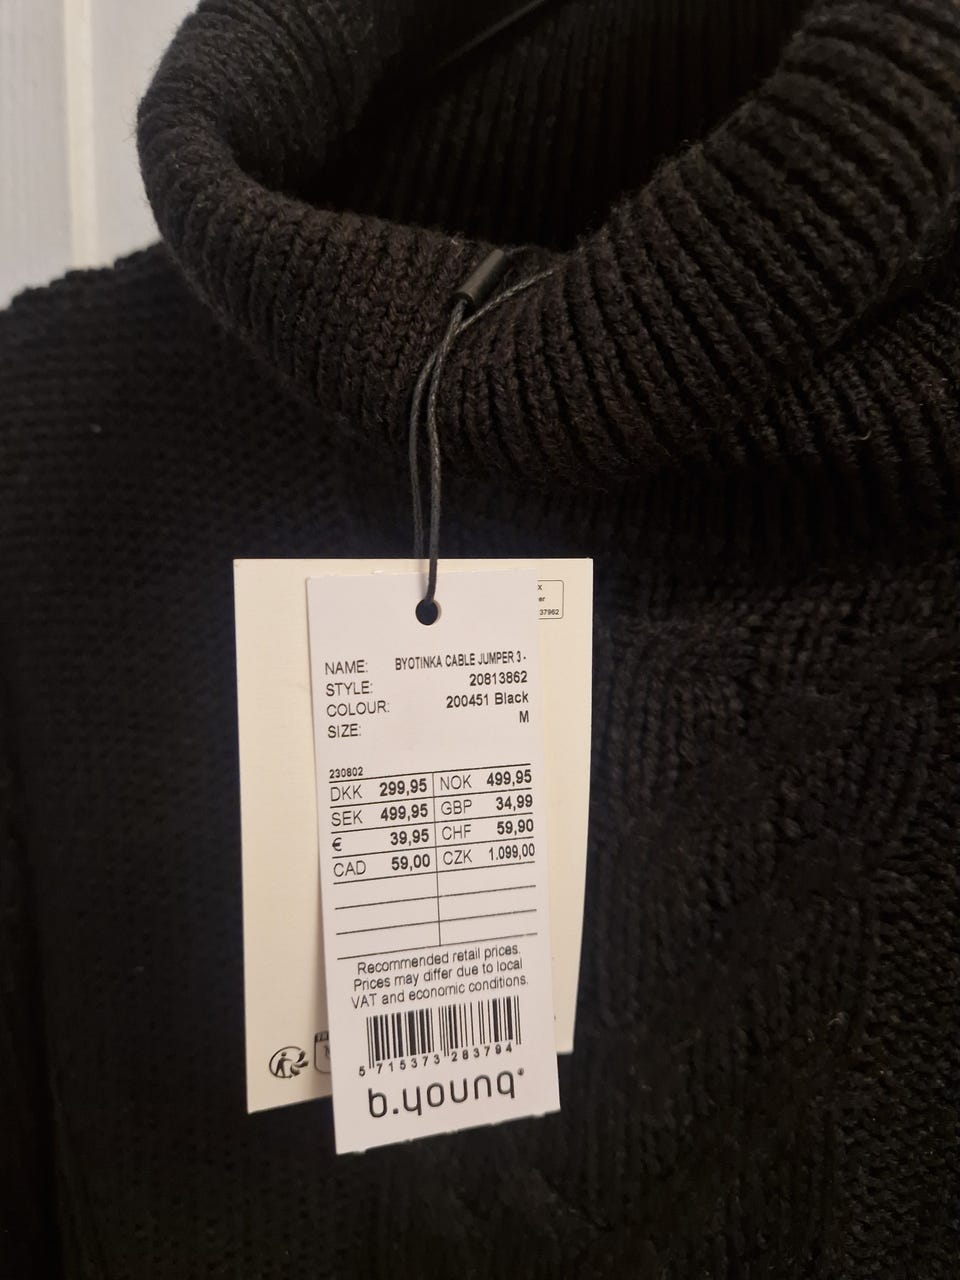 x
er
37962
NAME: BYOTINKA CABLE JUMPER 3 -
STYLE: 20813862
COLOUR: 200451 Black
SIZE: M
230802
DKK 299,95 NOK 499,95
SEK 499,95 GBP 34,99
€ 39,95 CHF 59,90
CAD 59,00 CZK 1.099,00
Recommended retail prices.
Prices may differ due to local
VAT and economic conditions.
5 715373 283794
b.young®